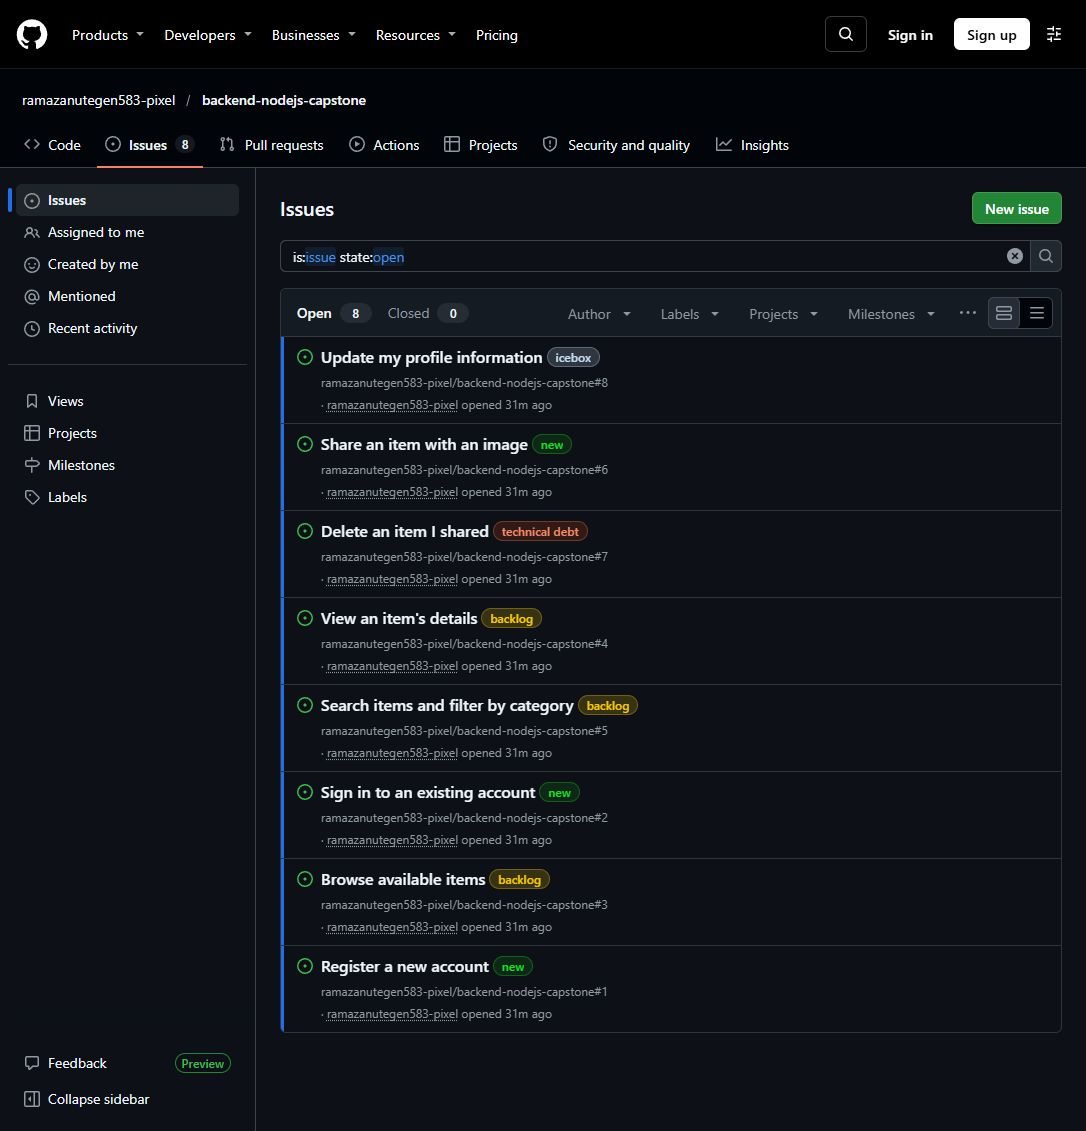 Products Developers Businesses Resources Pricing Sign in Sign up
ramazanutegen583-pixel / backend-nodejs-capstone
Code Issues 8 Pull requests Actions Projects Security and quality Insights
Issues
Assigned to me
Created by me
Mentioned
Recent activity
Views
Projects
Milestones
Labels
Feedback Preview
Collapse sidebar
Issues New issue
is:issue state:open
Open 8 Closed 0 Author Labels Projects Milestones ...
Update my profile information icebox
ramazanutegen583-pixel/backend-nodejs-capstone#8
· ramazanutegen583-pixel opened 31m ago
Share an item with an image new
ramazanutegen583-pixel/backend-nodejs-capstone#6
· ramazanutegen583-pixel opened 31m ago
Delete an item I shared technical debt
ramazanutegen583-pixel/backend-nodejs-capstone#7
· ramazanutegen583-pixel opened 31m ago
View an item's details backlog
ramazanutegen583-pixel/backend-nodejs-capstone#4
· ramazanutegen583-pixel opened 31m ago
Search items and filter by category backlog
ramazanutegen583-pixel/backend-nodejs-capstone#5
· ramazanutegen583-pixel opened 31m ago
Sign in to an existing account new
ramazanutegen583-pixel/backend-nodejs-capstone#2
· ramazanutegen583-pixel opened 31m ago
Browse available items backlog
ramazanutegen583-pixel/backend-nodejs-capstone#3
· ramazanutegen583-pixel opened 31m ago
Register a new account new
ramazanutegen583-pixel/backend-nodejs-capstone#1
· ramazanutegen583-pixel opened 31m ago